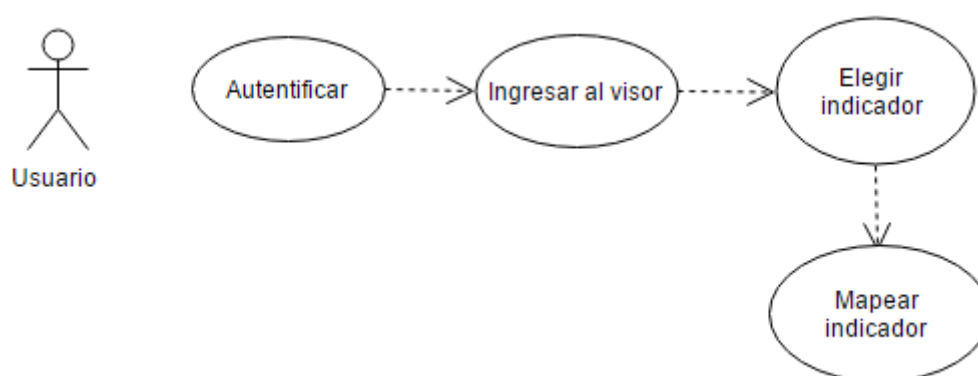 Autentificar
Ingresar al visor
Elegir
indicador
Usuario
Mapear
indicador